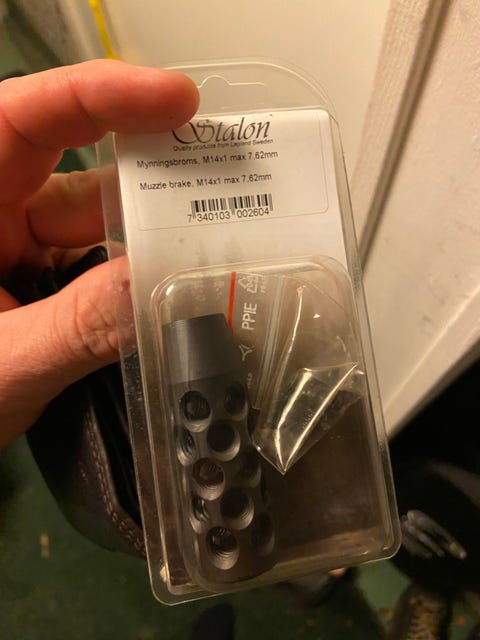 Stalon
Quality products from Lapland Sweden
Mynningsbroms, M14x1 max 7,62mm
Muzzle brake, M14x1 max 7,62mm
7 340103 002604
PPIE